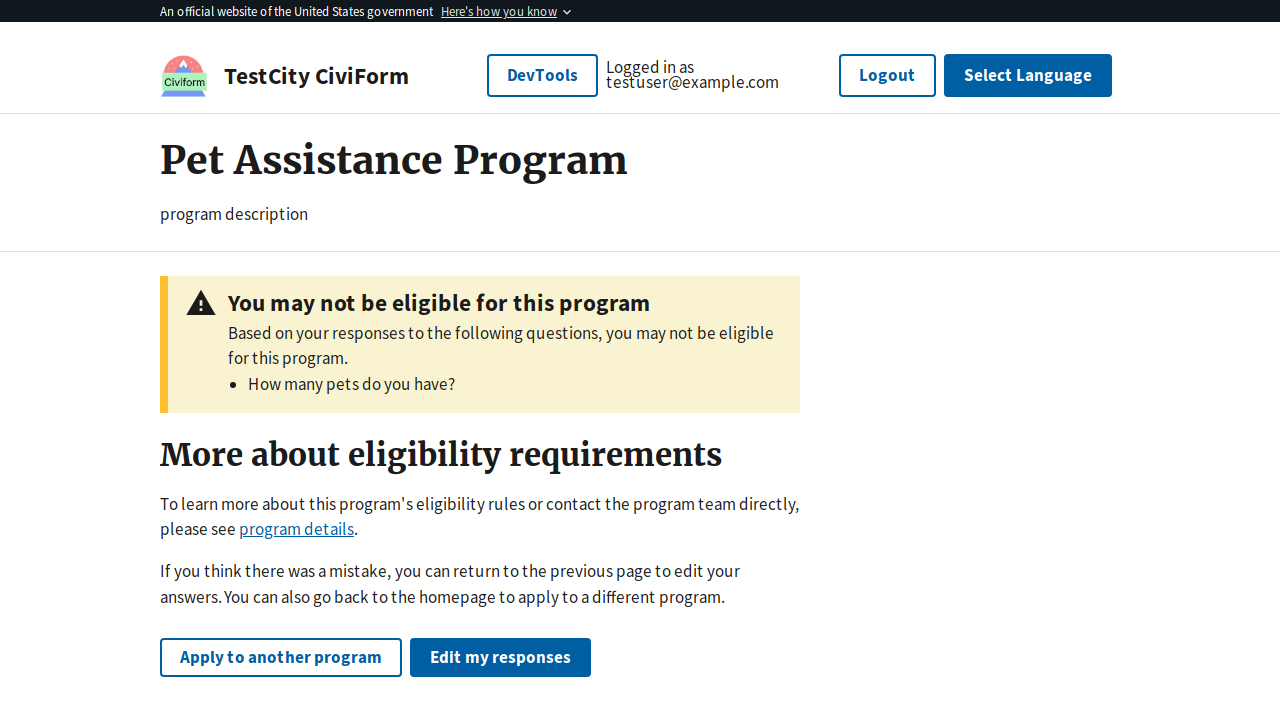 An official website of the United States government Here's how you know
Civiform
TestCity CiviForm
DevTools
Logged in as
testuser@example.com
Logout
Select Language
Pet Assistance Program
program description
You may not be eligible for this program
Based on your responses to the following questions, you may not be eligible
for this program.
• How many pets do you have?
More about eligibility requirements
To learn more about this program's eligibility rules or contact the program team directly,
please see program details.
If you think there was a mistake, you can return to the previous page to edit your
answers. You can also go back to the homepage to apply to a different program.
Apply to another program
Edit my responses